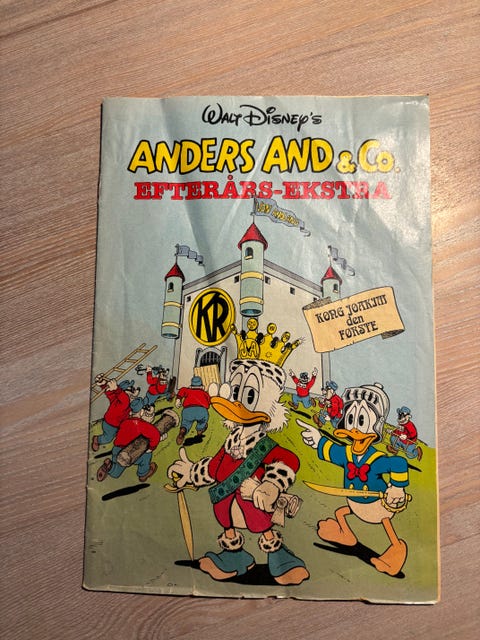 WALT DISNEY'S
ANDERS AND & Co.
EFTERÅRS-EKSTRA
KR
KONG JOAKIM
den
FØRSTE